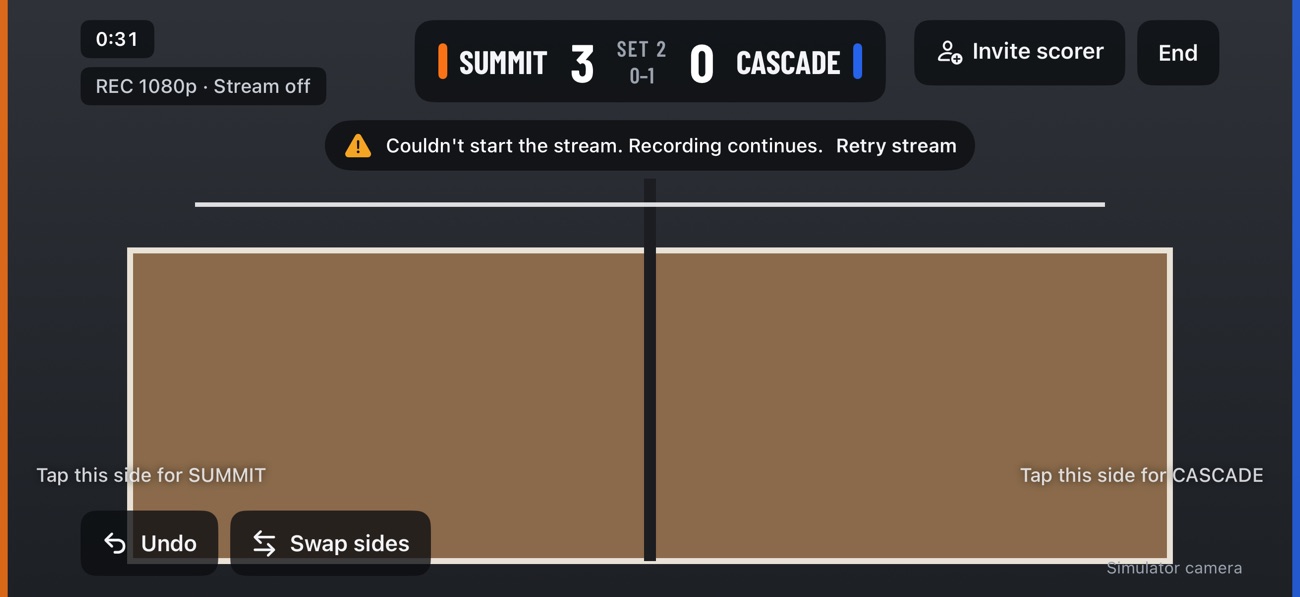 0:31
REC 1080p · Stream off
SUMMIT 3 SET 2 0 CASCADE
0-1
Invite scorer
End
Couldn't start the stream. Recording continues. Retry stream
Tap this side for SUMMIT
Tap this side for CASCADE
Undo
Swap sides
Simulator camera